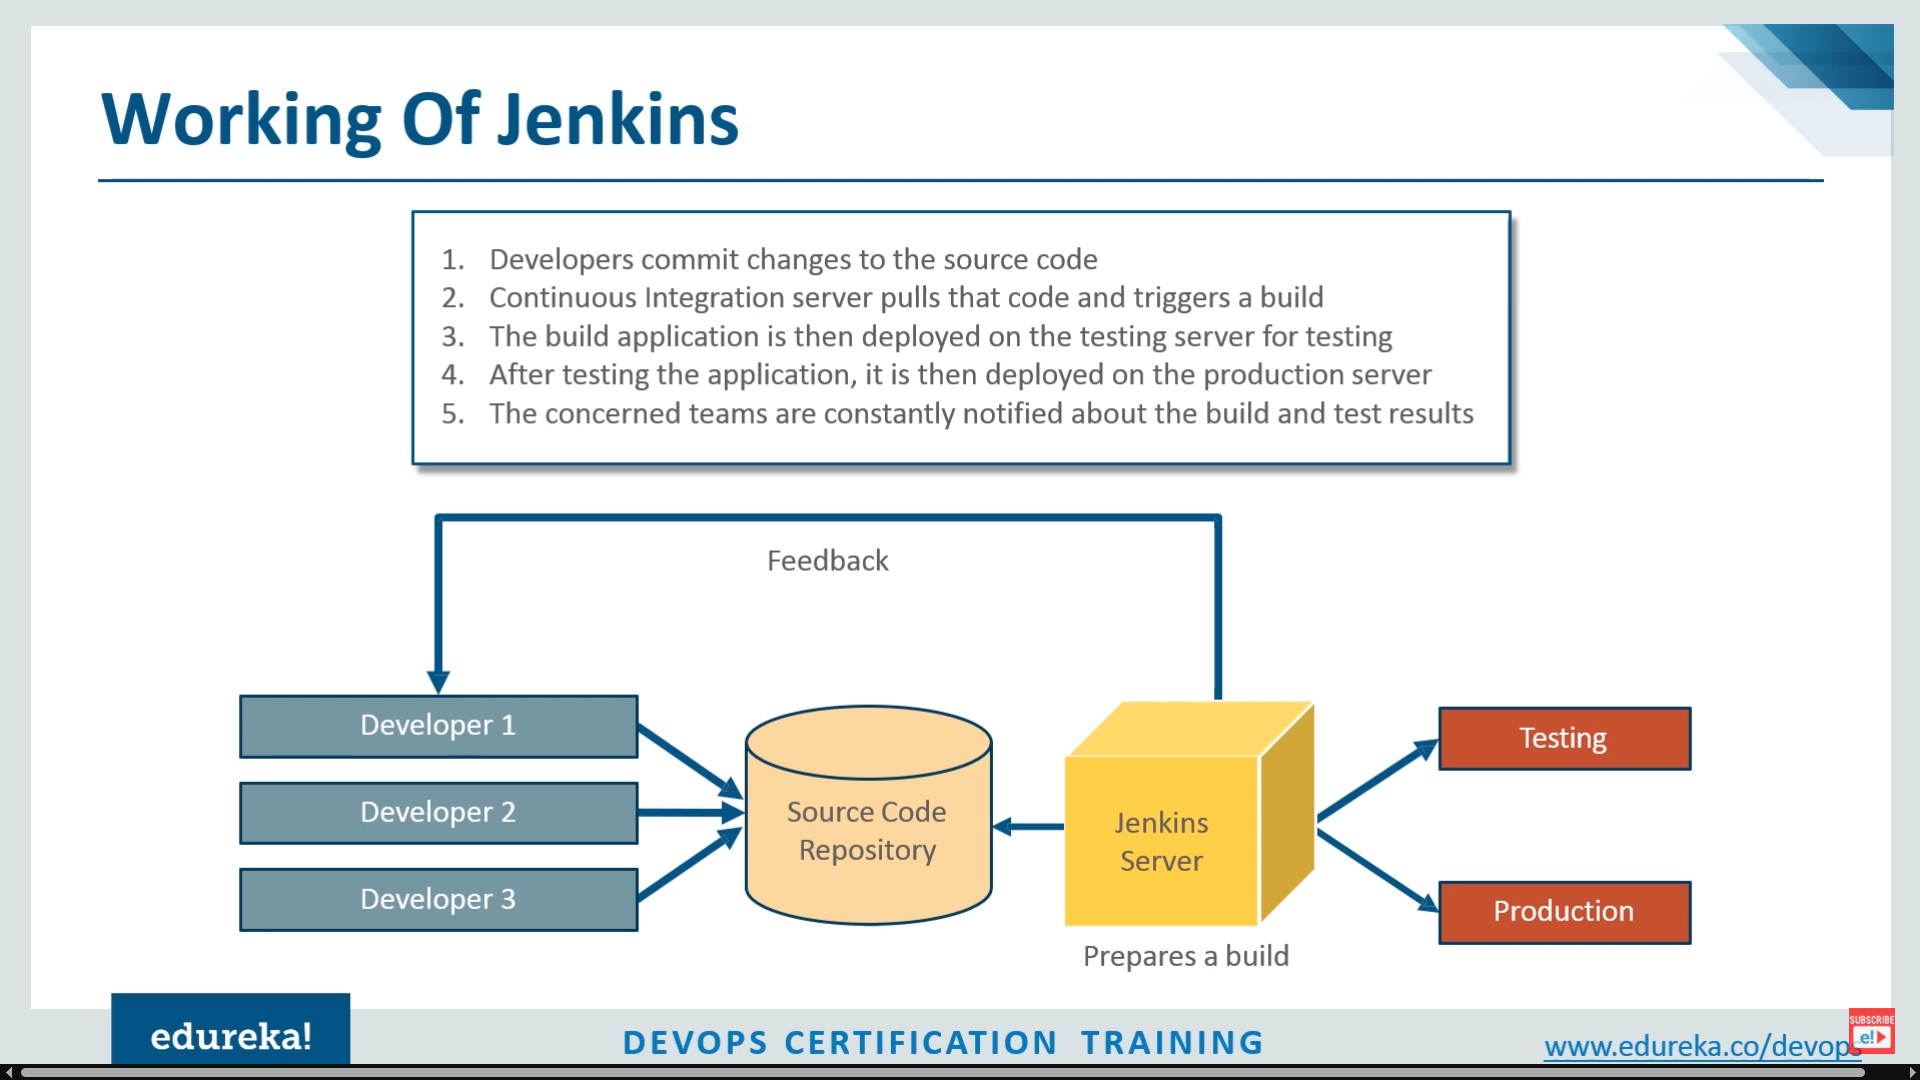 Working Of Jenkins
1. Developers commit changes to the source code
2. Continuous Integration server pulls that code and triggers a build
3. The build application is then deployed on the testing server for testing
4. After testing the application, it is then deployed on the production server
5. The concerned teams are constantly notified about the build and test results
Feedback
Developer 1
Developer 2
Developer 3
Source Code
Repository
Jenkins
Server
Prepares a build
Testing
Production
edureka!
DEVOPS CERTIFICATION TRAINING
www.edureka.co/devops
SUBSCRIBE
e!